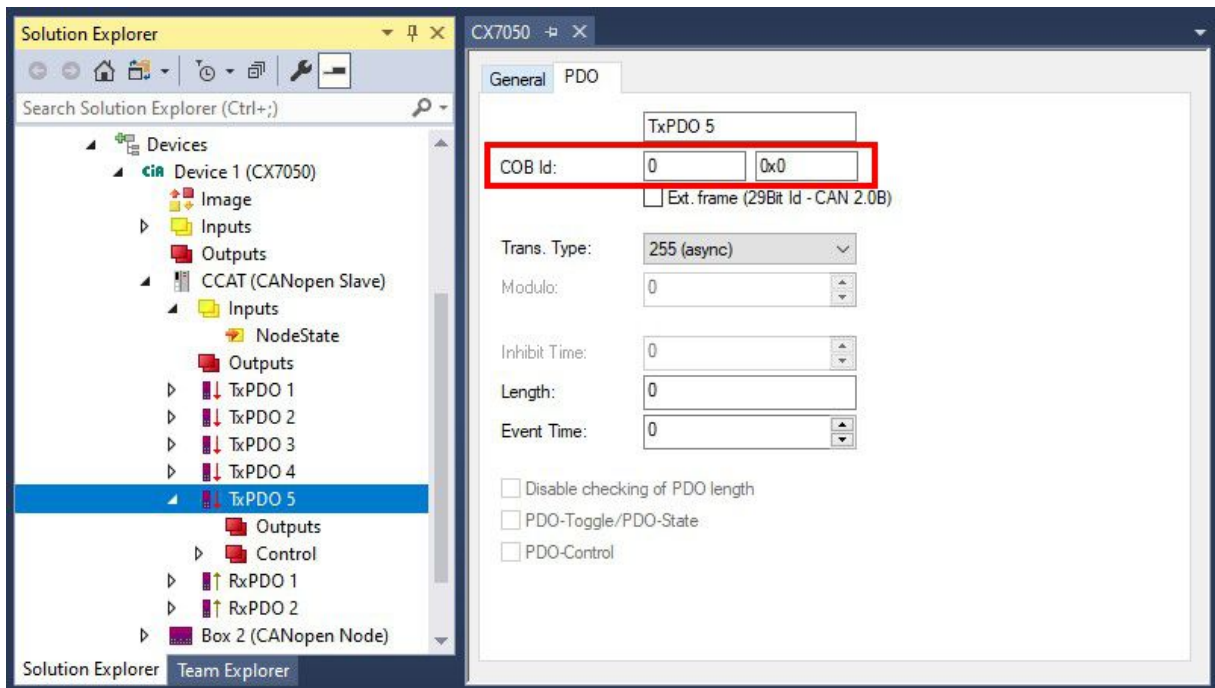 Solution Explorer
Search Solution Explorer (Ctrl+;)
Devices
CiA Device 1 (CX7050)
Image
Inputs
Outputs
CCAT (CANopen Slave)
Inputs
NodeState
Outputs
TxPDO 1
TxPDO 2
TxPDO 3
TxPDO 4
TxPDO 5
Outputs
Control
RxPDO 1
RxPDO 2
Box 2 (CANopen Node)
Solution Explorer Team Explorer
CX7050
General PDO
TxPDO 5
COB Id: 0 0x0
Ext. frame (29Bit Id - CAN 2.0B)
Trans. Type: 255 (async)
Modulo: 0
Inhibit Time: 0
Length: 0
Event Time: 0
Disable checking of PDO length
PDO-Toggle/PDO-State
PDO-Control